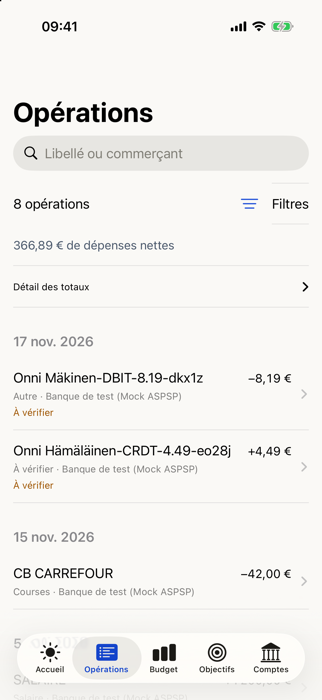 09:41
Opérations
Libellé ou commerçant
8 opérations
Filtres
366,89 € de dépenses nettes
Détail des totaux
17 nov. 2026
Onni Mäkinen-DBIT-8.19-dkx1z −8,19 €
Autre · Banque de test (Mock ASPSP)
À vérifier
Onni Hämäläinen-CRDT-4.49-eo28j +4,49 €
À vérifier · Banque de test (Mock ASPSP)
À vérifier
15 nov. 2026
CB CARREFOUR −42,00 €
Courses · Banque de test (Mock ASPSP)
Accueil
Opérations
Budget
Objectifs
Comptes